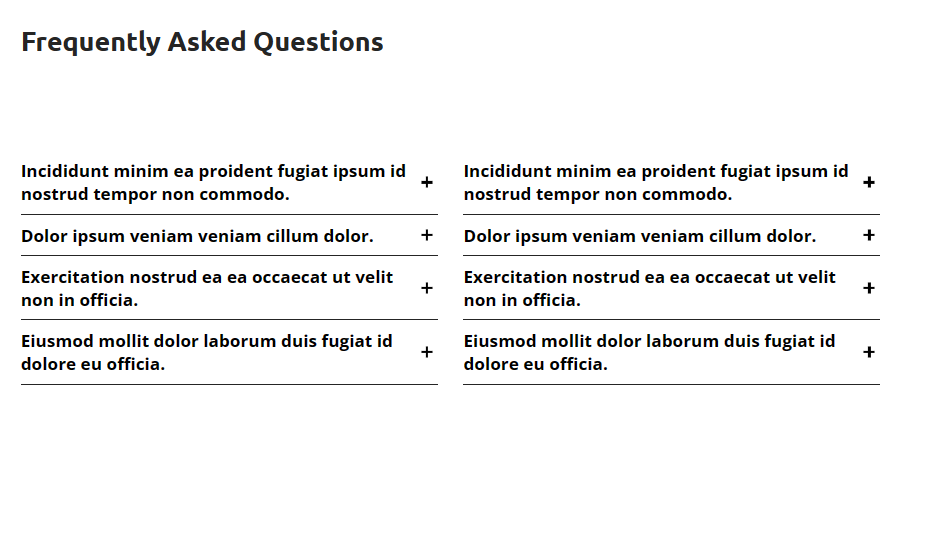 Frequently Asked Questions
Incididunt minim ea proident fugiat ipsum id
nostrud tempor non commodo.
+
Dolor ipsum veniam veniam cillum dolor.
+
Exercitation nostrud ea ea occaecat ut velit
non in officia.
+
Eiusmod mollit dolor laborum duis fugiat id
dolore eu officia.
+
Incididunt minim ea proident fugiat ipsum id
nostrud tempor non commodo.
+
Dolor ipsum veniam veniam cillum dolor.
+
Exercitation nostrud ea ea occaecat ut velit
non in officia.
+
Eiusmod mollit dolor laborum duis fugiat id
dolore eu officia.
+